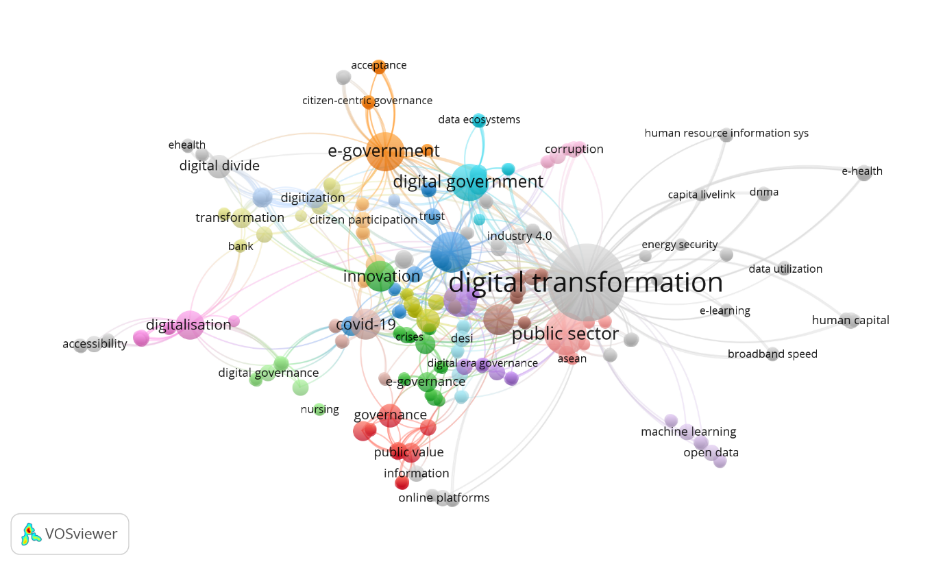 acceptance
citizen-centric governance
data ecosystems
human resource information sys
ehealth
e-government
corruption
digital divide
e-health
digital government
capita livelink
dnma
digitization
transformation
citizen participation
trust
industry 4.0
bank
energy security
data utilization
innovation
digital transformation
e-learning
digitalisation
covid-19
human capital
public sector
crises
desi
accessibility
broadband speed
asean
digital era governance
digital governance
e-governance
nursing
governance
machine learning
public value
open data
information
online platforms
VOSviewer